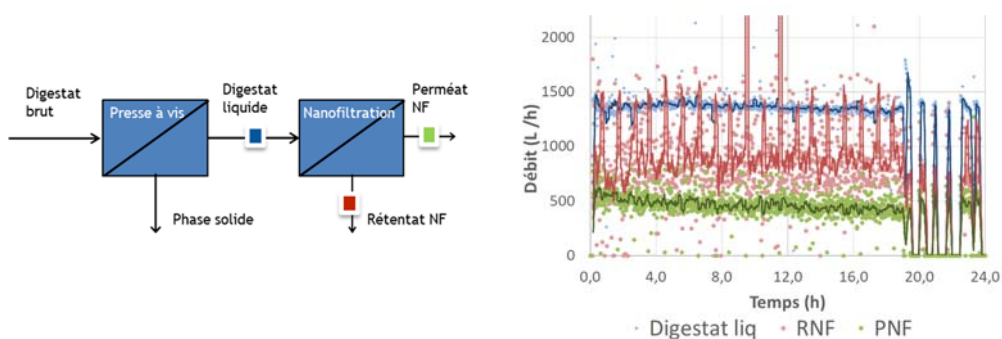 Digestat
brut
Presse à vis
Digestat
liquide
Nanofiltration
Perméat
NF
Phase solide
Rétentat NF
Débit (L /h)
2000
1500
1000
500
0
0,0
4,0
8,0
12,0
16,0
20,0
24,0
Temps (h)
Digestat liq
RNF
PNF